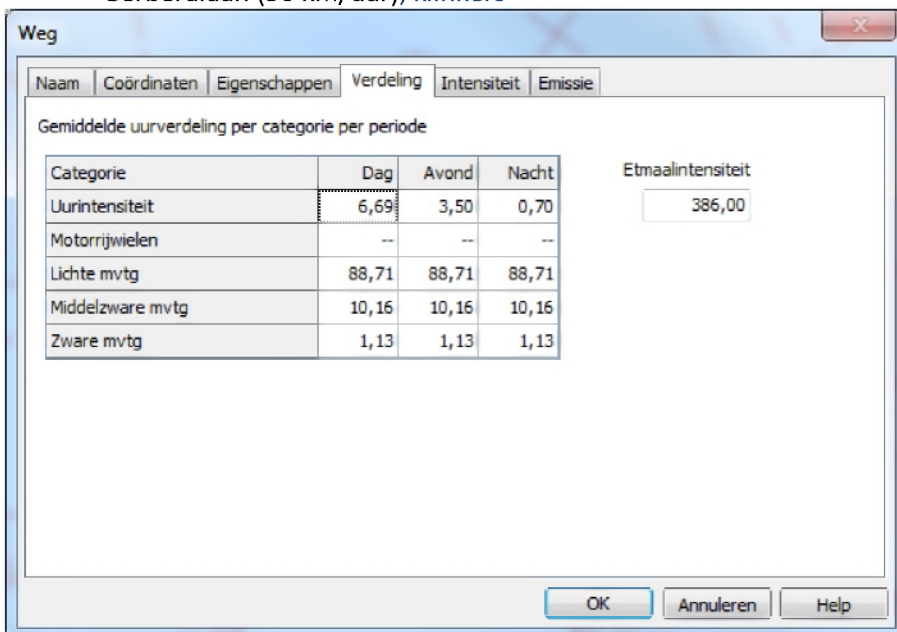 Weg
Naam Coördinaten Eigenschappen Verdeling Intensiteit Emissie
Gemiddelde uurverdeling per categorie per periode
Categorie Dag Avond Nacht Etmaalintensiteit
Uurintensiteit 6,69 3,50 0,70 386,00
Motorrijwielen -- -- --
Lichte mvtg 88,71 88,71 88,71
Middelzware mvtg 10,16 10,16 10,16
Zware mvtg 1,13 1,13 1,13
OK Annuleren Help